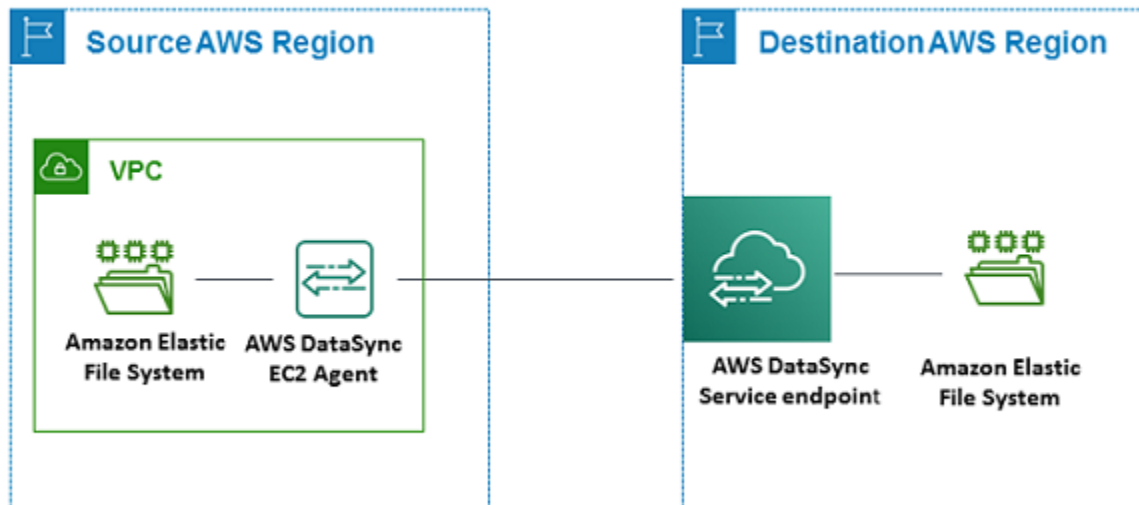 Source AWS Region
Destination AWS Region
VPC
Amazon Elastic
File System
AWS DataSync
EC2 Agent
AWS DataSync
Service endpoint
Amazon Elastic
File System